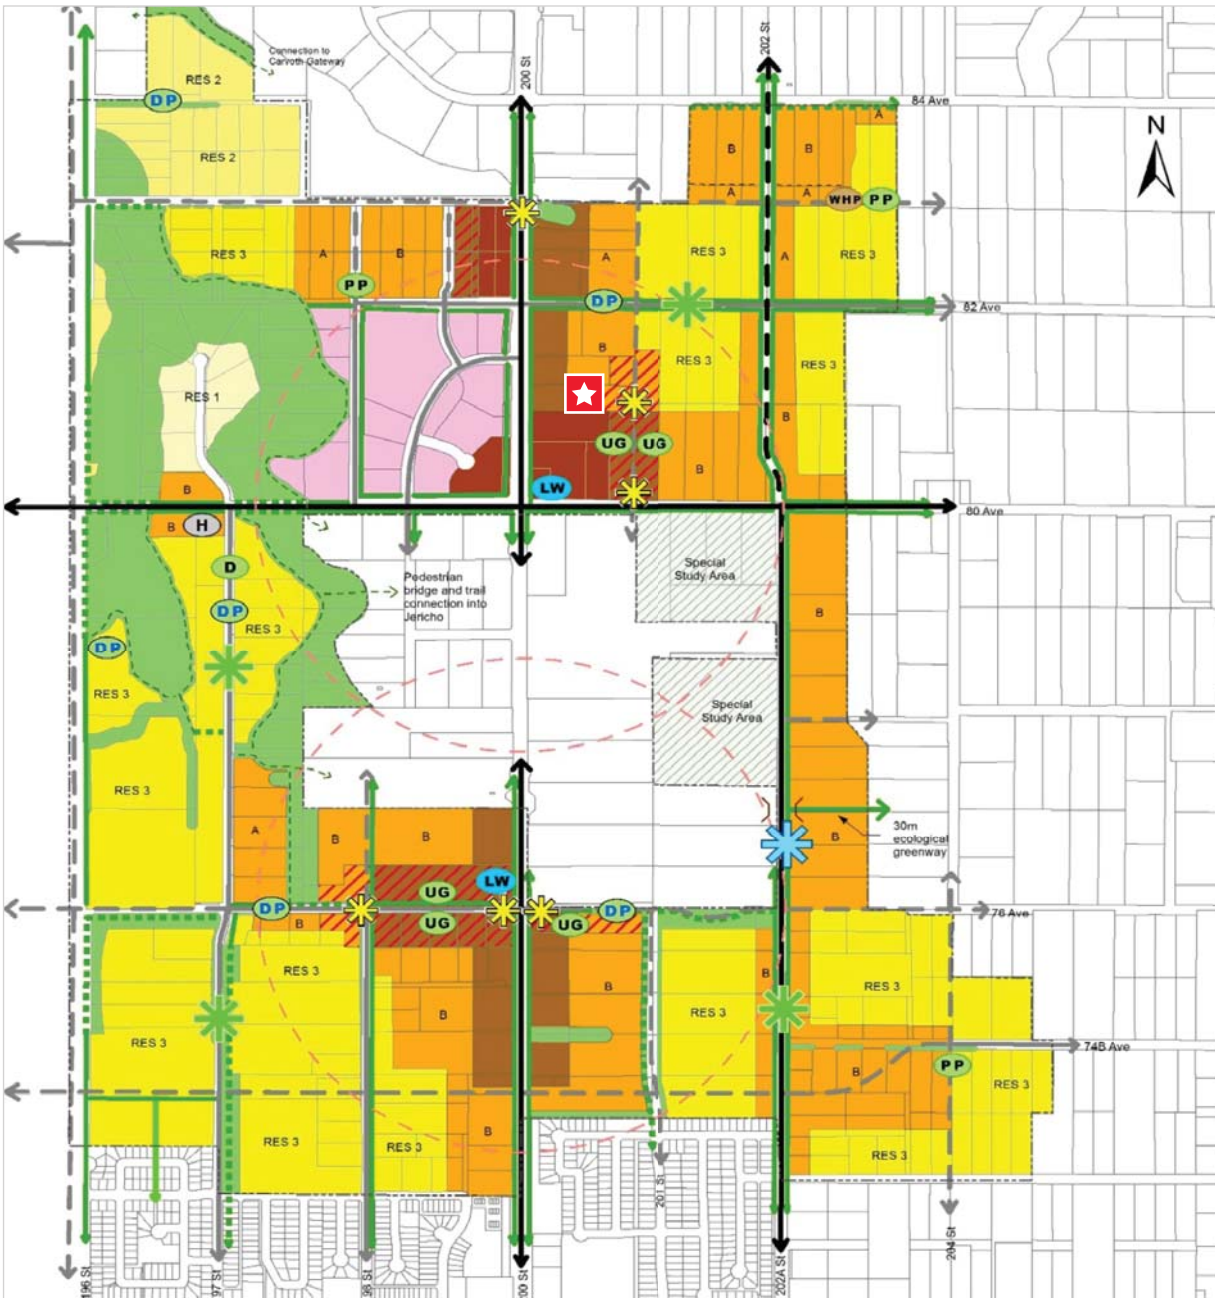 Connection to
Carvoth Gateway
200 St
202 St
RES 2
DP
84 Ave
A
N
B
B
RES 2
A
A
WHP
PP
RES 3
A
B
A
RES 3
A
RES 3
PP
DP
82 Ave
B
RES 3
RES 3
RES 1
B
UG
UG
B
B
LW
80 Ave
B
H
D
Special
Study Area
Pedestrian
bridge and trail
connection into
Jericho
DP
RES 3
B
DP
RES 3
Special
Study Area
RES 3
A
B
B
30m
ecological
greenway
B
LW
UG
DP
B
UG
UG
DP
76 Ave
RES 3
B
B
RES 3
B
RES 3
RES 3
74B Ave
B
PP
RES 3
RES 3
RES 3
B
RES 3
201 St
204 St
196 St
197 St
198 St
200 St
202A St